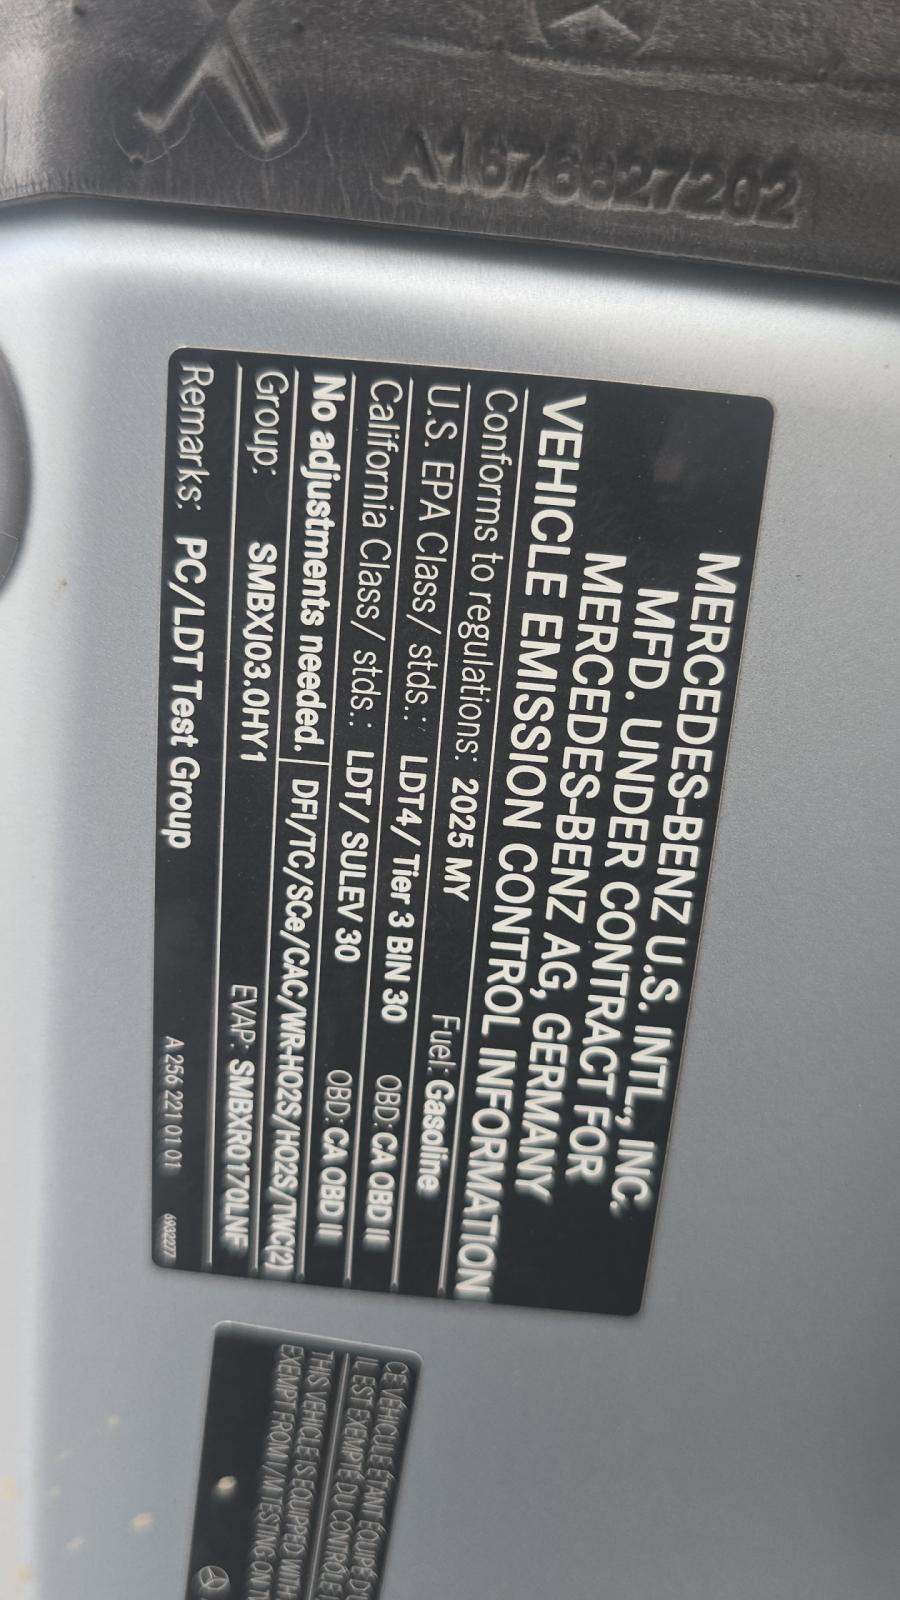 A1676827202
MERCEDES-BENZ U.S. INTL., INC.
MFD. UNDER CONTRACT FOR
MERCEDES-BENZ AG, GERMANY
VEHICLE EMISSION CONTROL INFORMATION
Conforms to regulations: 2025 MY Fuel: Gasoline
U.S. EPA Class/ stds.: LDT4/ Tier 3 BIN 30 OBD: CA OBD II
California Class/ stds.: LDT/ SULEV 30 OBD: CA OBD II
No adjustments needed. DFI/TC/SCe/CAC/WR-HO2S/HO2S/TWC(2)
Group: SMBXJ03.0HY1 EVAP: SMBXR0170LNF
Remarks: PC/LDT Test Group A 256 221 01 01 6932277
CE VÉHICULE ÉTANT ÉQUIPÉ D'
IL EST EXEMPTÉ DU CONTRÔLE
THIS VEHICLE IS EQUIPPED WITH
EXEMPT FROM I/M TESTING ON